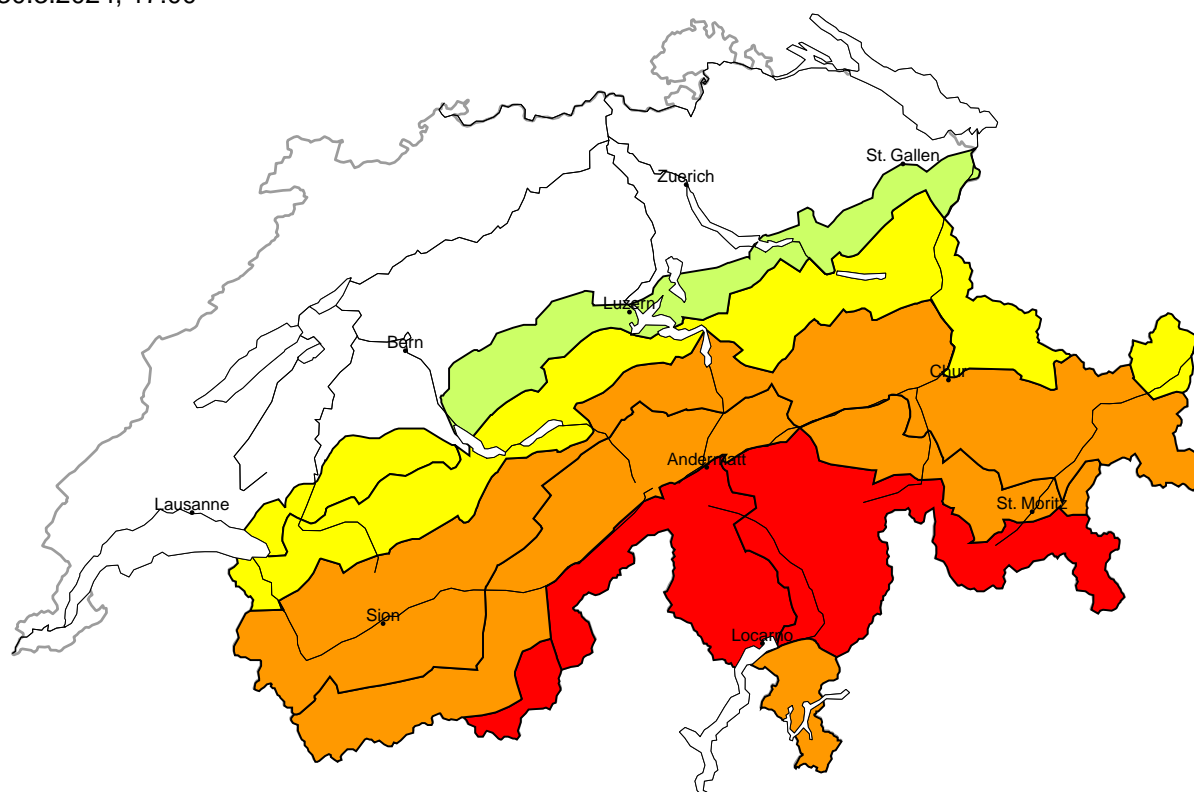 St. Gallen
Zuerich
Luzern
Bern
Chur
Andermatt
Lausanne
St. Moritz
Sion
Locarno